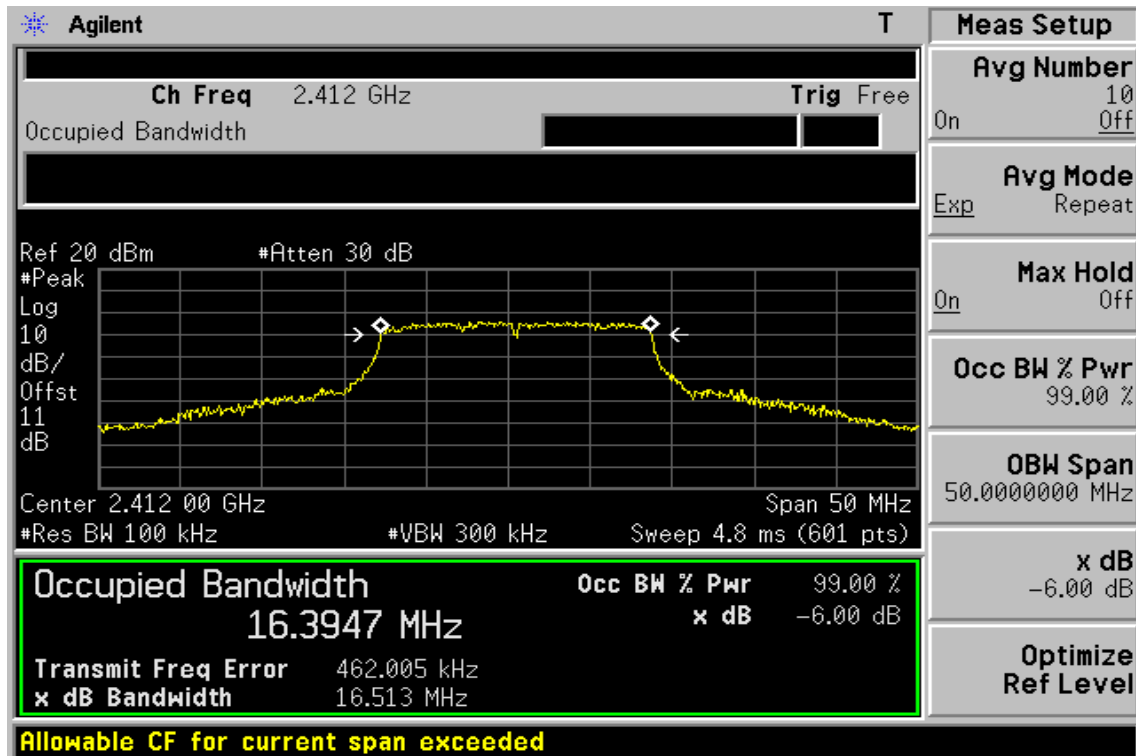 Agilent T Meas Setup
Ch Freq 2.412 GHz Trig Free
Occupied Bandwidth
Ref 20 dBm #Atten 30 dB
#Peak
Log
10
dB/
Offst
11
dB
Center 2.412 00 GHz Span 50 MHz
#Res BW 100 kHz #VBW 300 kHz Sweep 4.8 ms (601 pts)
Occupied Bandwidth Occ BW % Pwr 99.00 %
16.3947 MHz x dB -6.00 dB
Transmit Freq Error 462.005 kHz
x dB Bandwidth 16.513 MHz
Allowable CF for current span exceeded
Avg Number
10
On Off
Avg Mode
Exp Repeat
Max Hold
On Off
Occ BW % Pwr
99.00 %
OBW Span
50.0000000 MHz
x dB
-6.00 dB
Optimize
Ref Level